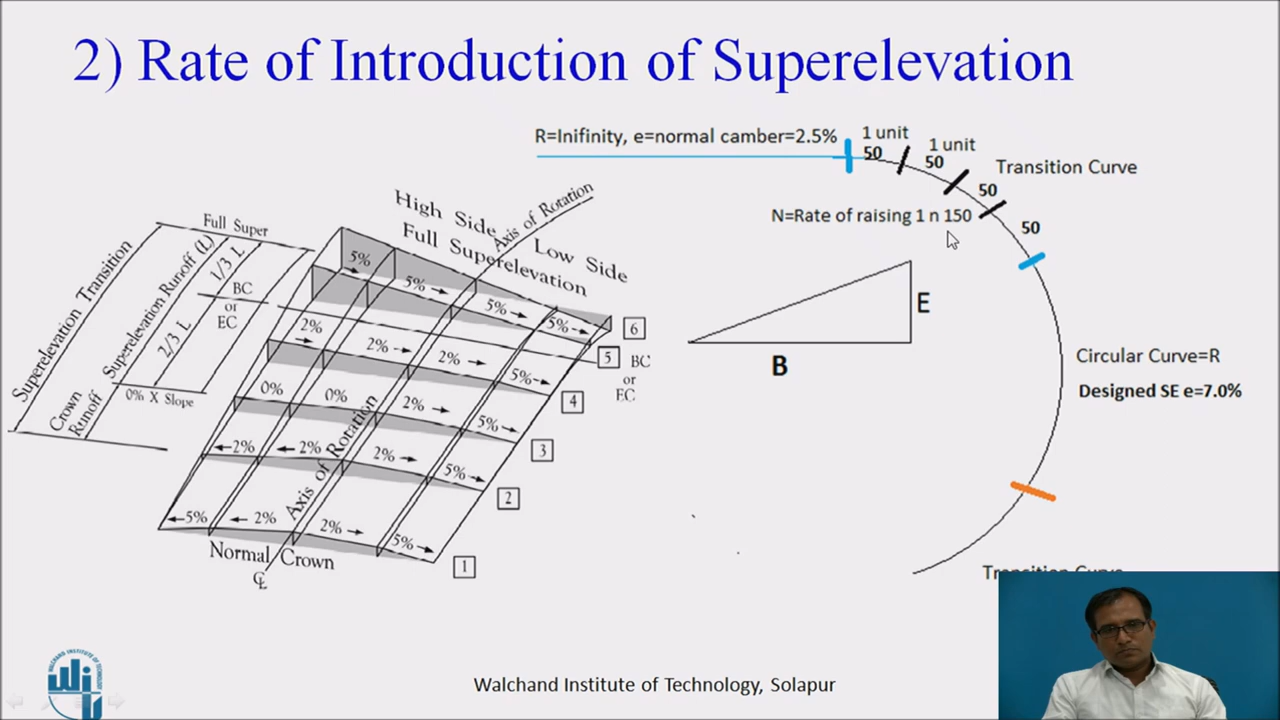 2) Rate of Introduction of Superelevation
R=Inifinity, e=normal camber=2.5%
1 unit
50
1 unit
50
Transition Curve
50
N=Rate of raising 1 n 150
50
E
B
Circular Curve=R
Designed SE e=7.0%
High Side
Full Superelevation
Axis of Rotation
Low Side
Superelevation Transition
Full Super
Superelevation Runoff (L)
1/3 L
BC
or
EC
2/3 L
Crown
Runoff
0% X Slope
5%
5%
5%
5%
6
2%
2%
2%
5%
5
BC
or
EC
4
0%
0%
2%
5%
3
2%
2%
2%
5%
2
Axis of Rotation
5%
2%
2%
5%
1
Normal Crown
℄
WALCHAND INSTITUTE OF TECHNOLOGY
Walchand Institute of Technology, Solapur